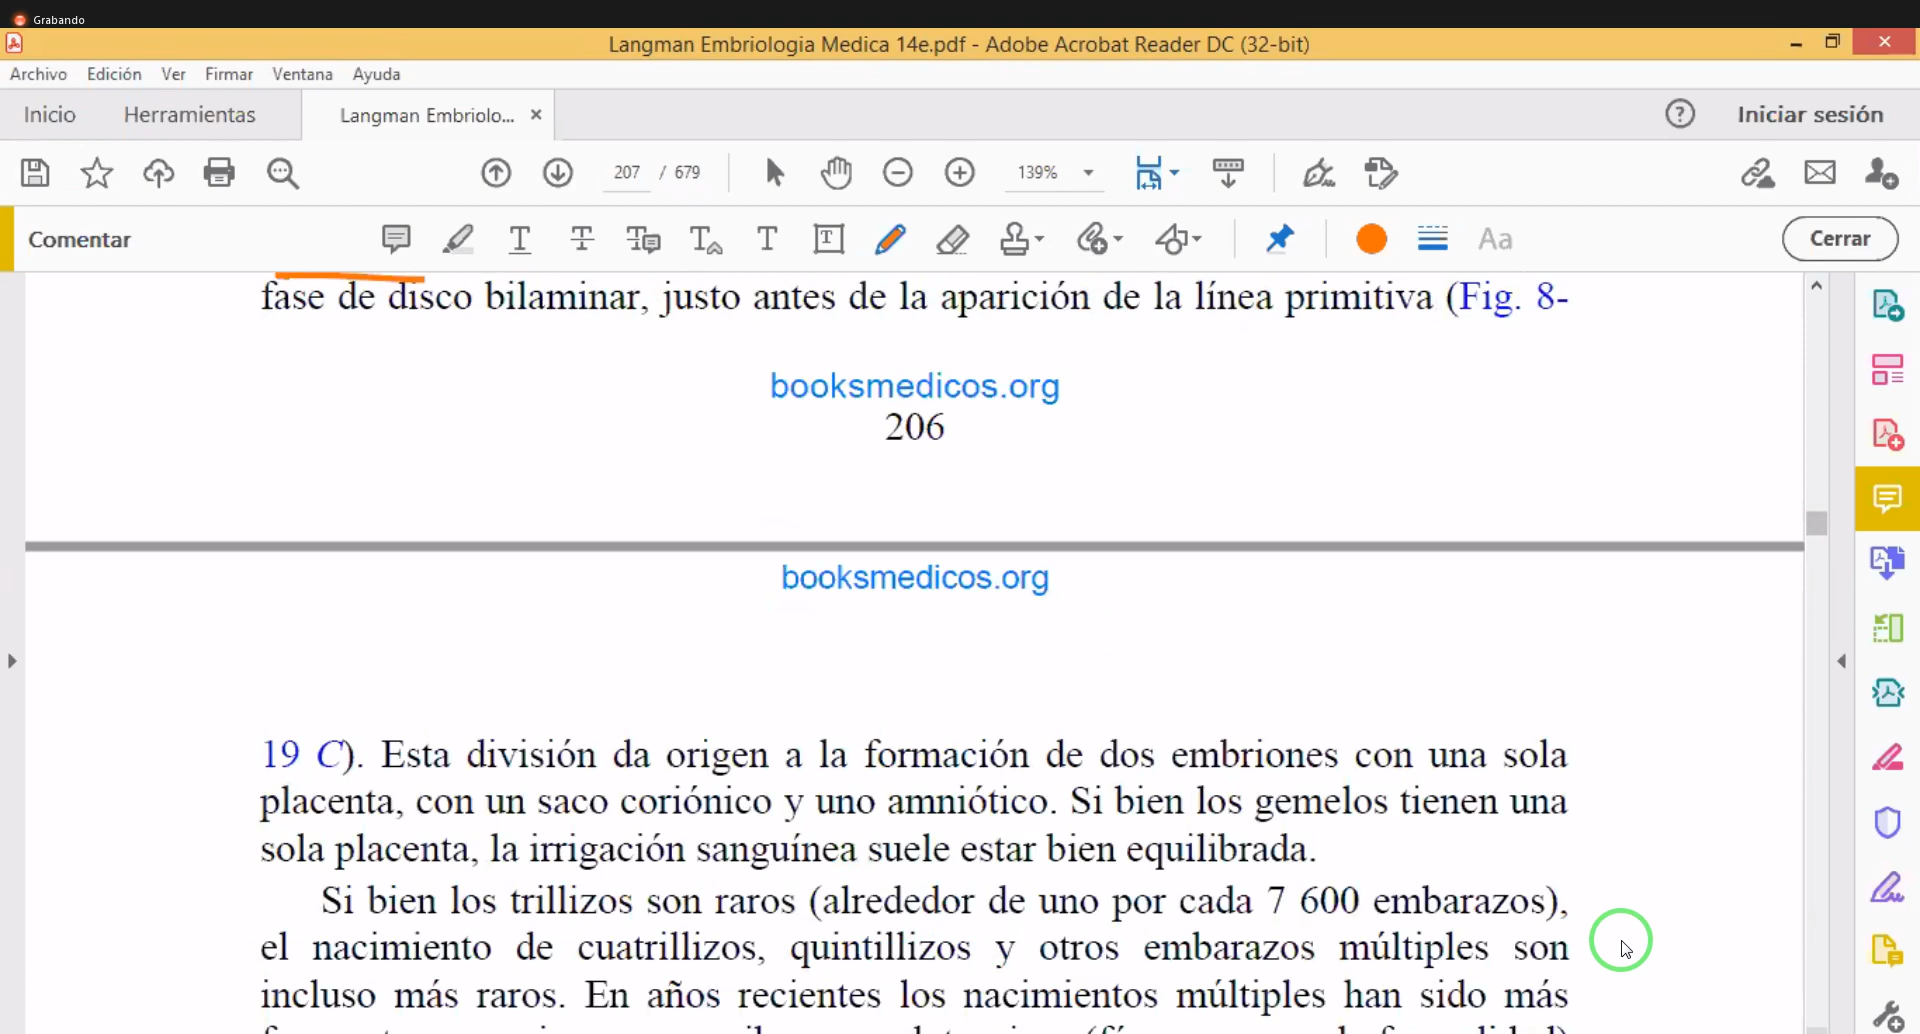 Grabando
Langman Embriologia Medica 14e.pdf - Adobe Acrobat Reader DC (32-bit)
Archivo Edición Ver Firmar Ventana Ayuda
Inicio Herramientas Langman Embriolo... × Iniciar sesión
207 / 679 139%
Comentar Aa Cerrar
fase de disco bilaminar, justo antes de la aparición de la línea primitiva (Fig. 8-
booksmedicos.org
206
booksmedicos.org
19 C). Esta división da origen a la formación de dos embriones con una sola
placenta, con un saco coriónico y uno amniótico. Si bien los gemelos tienen una
sola placenta, la irrigación sanguínea suele estar bien equilibrada.
Si bien los trillizos son raros (alrededor de uno por cada 7 600 embarazos),
el nacimiento de cuatrillizos, quintillizos y otros embarazos múltiples son
incluso más raros. En años recientes los nacimientos múltiples han sido más